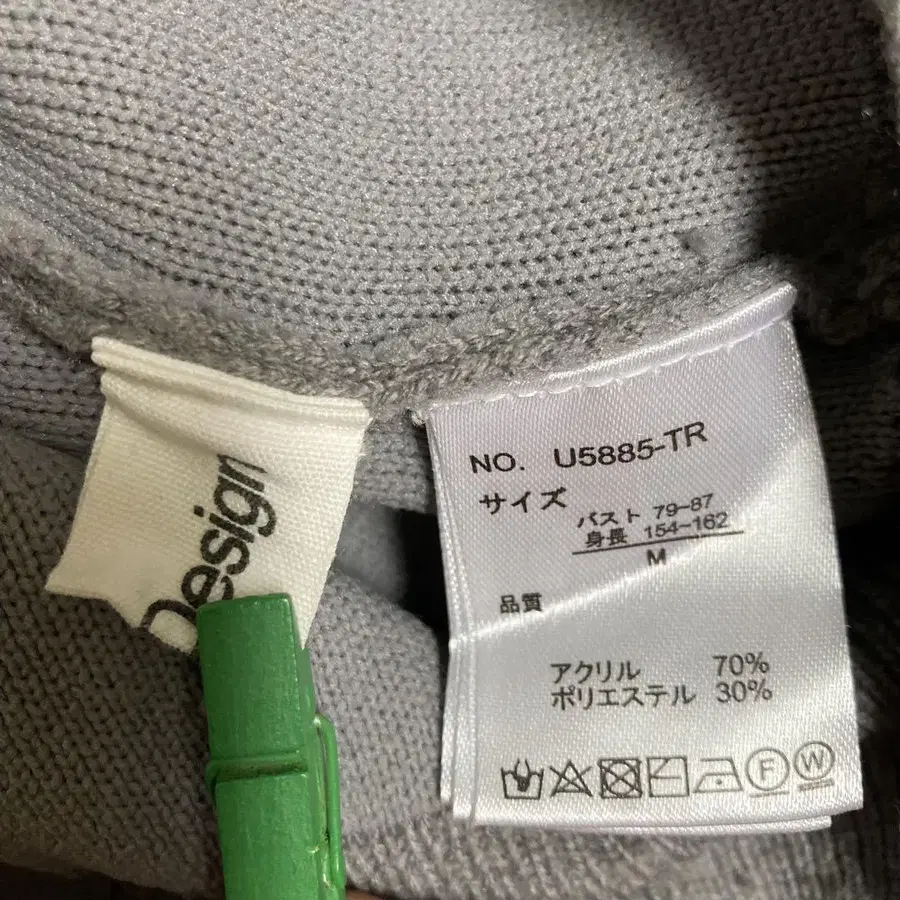 Design
NO. U5885-TR
サイズ
バスト 79-87
身長 154-162
M
品質
アクリル 70%
ポリエステル 30%
F W